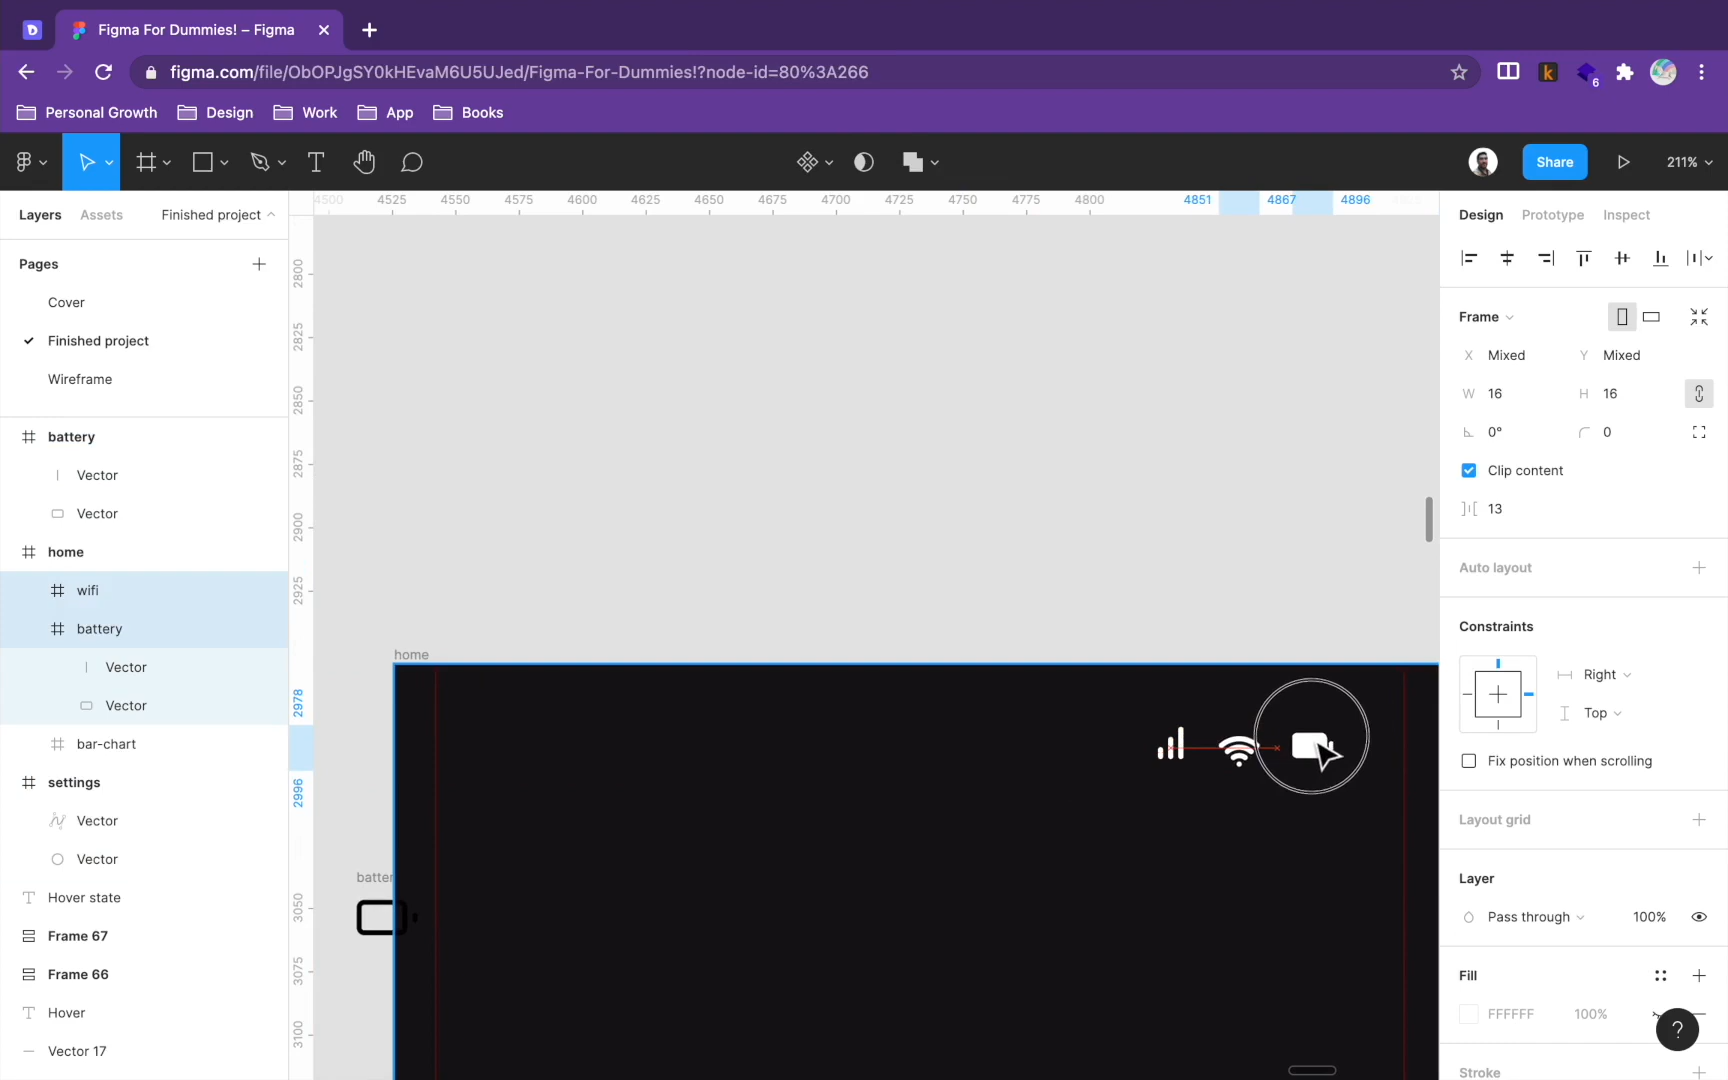 Figma For Dummies! – Figma
figma.com/file/ObOPJgSY0kHEvaM6U5UJed/Figma-For-Dummies!?node-id=80%3A266
6
Personal Growth
Design
Work
App
Books
Share
211%
Layers
Assets
Finished project
4500
4525
4550
4575
4600
4625
4650
4675
4700
4725
4750
4775
4800
4851
4867
4896
Design
Prototype
Inspect
Pages
Cover
Finished project
Wireframe
battery
Vector
Vector
home
wifi
battery
Vector
Vector
bar-chart
settings
Vector
Vector
Hover state
Frame 67
Frame 66
Hover
Vector 17
2800
2825
2850
2875
2900
2925
2978
2996
3050
3075
3100
home
batter
Frame
X Mixed
Y Mixed
W 16
H 16
0°
0
Clip content
13
Auto layout
Constraints
Right
Top
Fix position when scrolling
Layout grid
Layer
Pass through
100%
Fill
FFFFFF
100%
?
Stroke